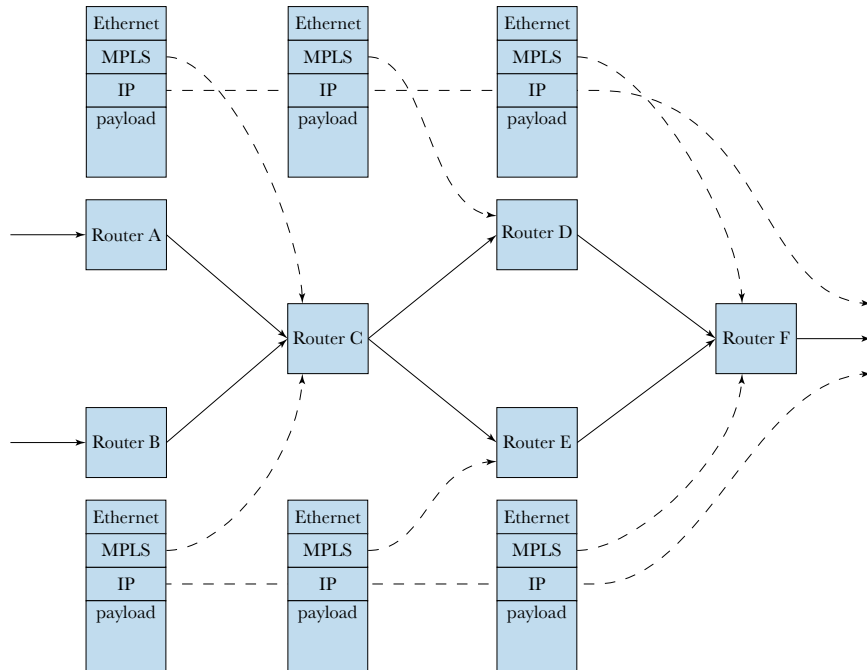 Ethernet
MPLS
IP
payload
Ethernet
MPLS
IP
payload
Ethernet
MPLS
IP
payload
Router A
Router D
Router C
Router F
Router B
Router E
Ethernet
MPLS
IP
payload
Ethernet
MPLS
IP
payload
Ethernet
MPLS
IP
payload